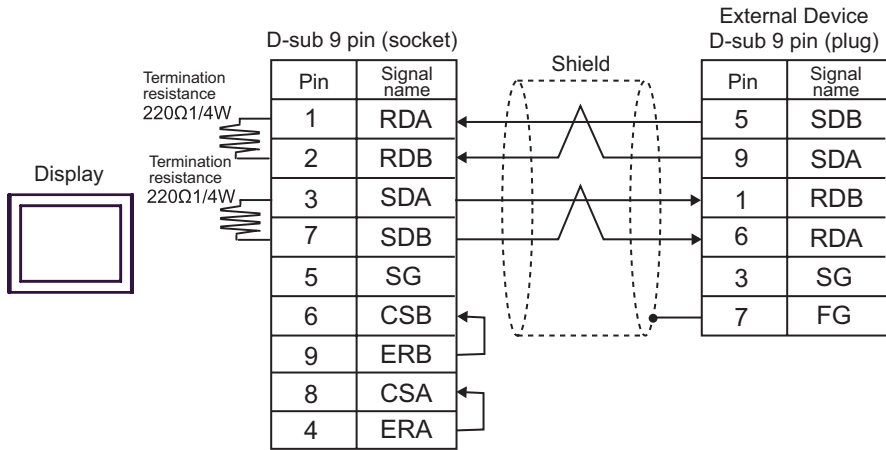 External Device
D-sub 9 pin (socket)
D-sub 9 pin (plug)
Shield
Pin Signal name
Pin Signal name
Termination
resistance
220Ω1/4W
1 RDA
5 SDB
2 RDB
9 SDA
Display
Termination
resistance
220Ω1/4W
3 SDA
1 RDB
7 SDB
6 RDA
5 SG
3 SG
6 CSB
7 FG
9 ERB
8 CSA
4 ERA